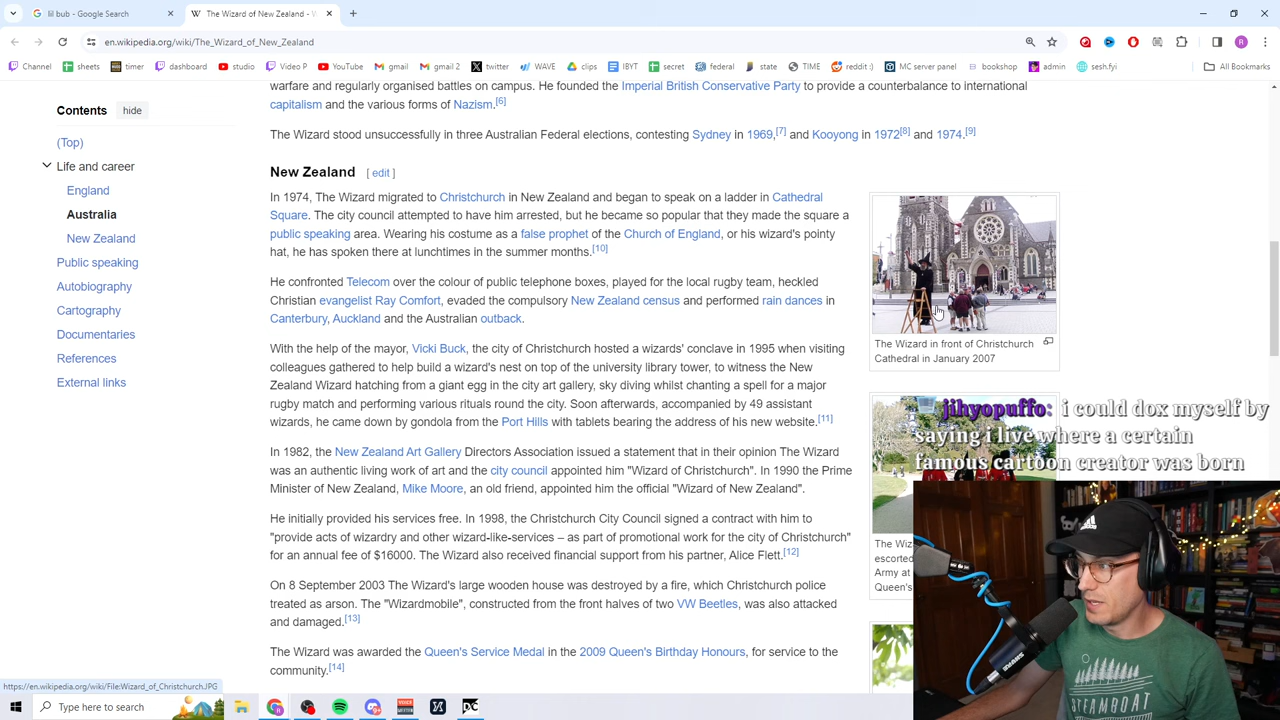 lil bub - Google Search
The Wizard of New Zealand - W
en.wikipedia.org/wiki/The_Wizard_of_New_Zealand
Channel sheets timer dashboard studio Video P YouTube gmail gmail 2 twitter WAVE clips IBYT secret federal state TIME reddit :) MC server panel bookshop admin sesh.fyi All Bookmarks
Contents hide
(Top)
Life and career
England
Australia
New Zealand
Public speaking
Autobiography
Cartography
Documentaries
References
External links
warfare and regularly organised battles on campus. He founded the Imperial British Conservative Party to provide a counterbalance to international
capitalism and the various forms of Nazism.[6]
The Wizard stood unsuccessfully in three Australian Federal elections, contesting Sydney in 1969,[7] and Kooyong in 1972[8] and 1974.[9]
New Zealand [ edit ]
In 1974, The Wizard migrated to Christchurch in New Zealand and began to speak on a ladder in Cathedral
Square. The city council attempted to have him arrested, but he became so popular that they made the square a
public speaking area. Wearing his costume as a false prophet of the Church of England, or his wizard's pointy
hat, he has spoken there at lunchtimes in the summer months.[10]
He confronted Telecom over the colour of public telephone boxes, played for the local rugby team, heckled
Christian evangelist Ray Comfort, evaded the compulsory New Zealand census and performed rain dances in
Canterbury, Auckland and the Australian outback.
With the help of the mayor, Vicki Buck, the city of Christchurch hosted a wizards' conclave in 1995 when visiting
colleagues gathered to help build a wizard's nest on top of the university library tower, to witness the New
Zealand Wizard hatching from a giant egg in the city art gallery, sky diving whilst chanting a spell for a major
rugby match and performing various rituals round the city. Soon afterwards, accompanied by 49 assistant
wizards, he came down by gondola from the Port Hills with tablets bearing the address of his new website.[11]
In 1982, the New Zealand Art Gallery Directors Association issued a statement that in their opinion The Wizard
was an authentic living work of art and the city council appointed him "Wizard of Christchurch". In 1990 the Prime
Minister of New Zealand, Mike Moore, an old friend, appointed him the official "Wizard of New Zealand".
He initially provided his services free. In 1998, the Christchurch City Council signed a contract with him to
"provide acts of wizardry and other wizard-like-services – as part of promotional work for the city of Christchurch"
for an annual fee of $16000. The Wizard also received financial support from his partner, Alice Flett.[12]
On 8 September 2003 The Wizard's large wooden house was destroyed by a fire, which Christchurch police
treated as arson. The "Wizardmobile", constructed from the front halves of two VW Beetles, was also attacked
and damaged.[13]
The Wizard was awarded the Queen's Service Medal in the 2009 Queen's Birthday Honours, for service to the
community.[14]
The Wizard in front of Christchurch
Cathedral in January 2007
jihyopuffo: i could dox myself by
saying i live where a certain
famous cartoon creator was born
The Wiz
escorted
Army at
Queen's
STEAMBOAT
https://en.wikipedia.org/wiki/File:Wizard_of_Christchurch.JPG
Type here to search